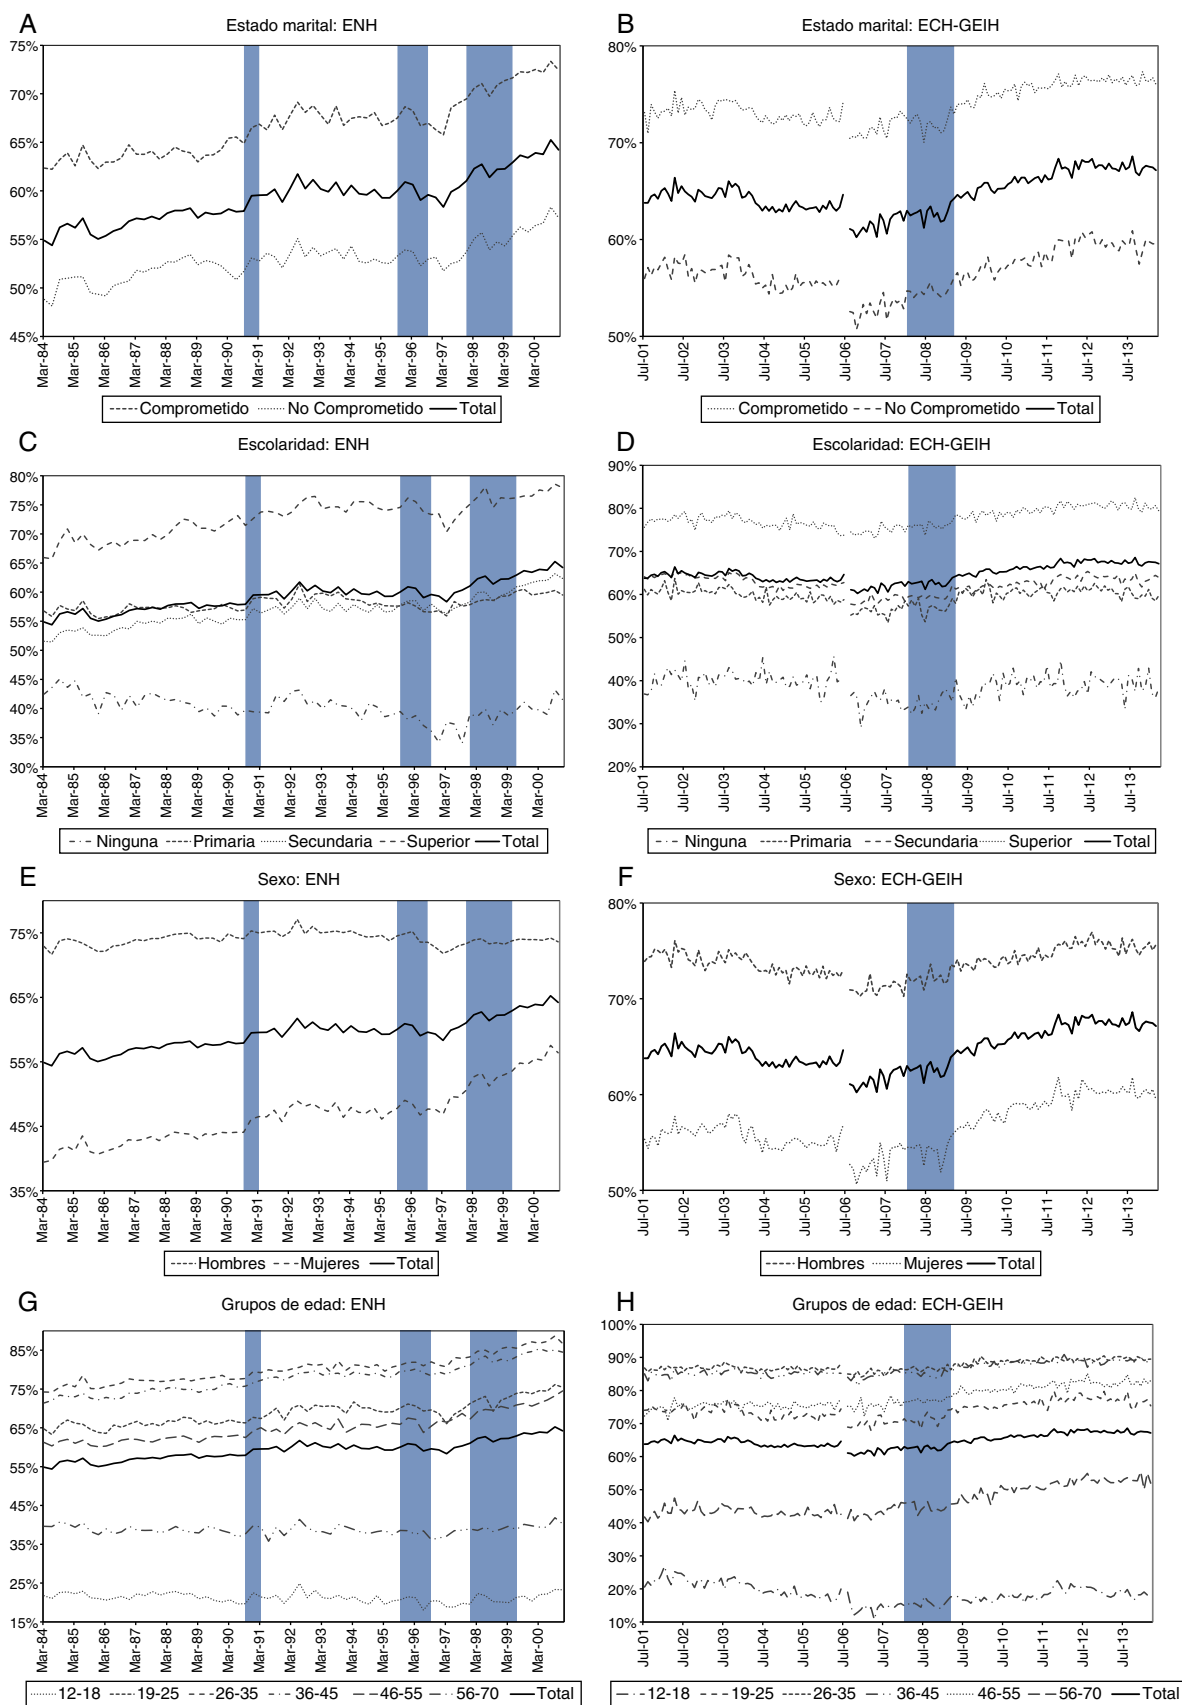 A
Estado marital: ENH
75%
70%
65%
60%
55%
50%
45%
Mar-84
Mar-85
Mar-86
Mar-87
Mar-88
Mar-89
Mar-90
Mar-91
Mar-92
Mar-93
Mar-94
Mar-95
Mar-96
Mar-97
Mar-98
Mar-99
Mar-00
Comprometido No Comprometido Total
B
Estado marital: ECH-GEIH
80%
70%
60%
50%
Jul-01
Jul-02
Jul-03
Jul-04
Jul-05
Jul-06
Jul-07
Jul-08
Jul-09
Jul-10
Jul-11
Jul-12
Jul-13
Comprometido No Comprometido Total
C
Escolaridad: ENH
80%
75%
70%
65%
60%
55%
50%
45%
40%
35%
30%
Mar-84
Mar-85
Mar-86
Mar-87
Mar-88
Mar-89
Mar-90
Mar-91
Mar-92
Mar-93
Mar-94
Mar-95
Mar-96
Mar-97
Mar-98
Mar-99
Mar-00
Ninguna Primaria Secundaria Superior Total
D
Escolaridad: ECH-GEIH
90%
80%
70%
60%
50%
40%
30%
20%
Jul-01
Jul-02
Jul-03
Jul-04
Jul-05
Jul-06
Jul-07
Jul-08
Jul-09
Jul-10
Jul-11
Jul-12
Jul-13
Ninguna Primaria Secundaria Superior Total
E
Sexo: ENH
75%
65%
55%
45%
35%
Mar-84
Mar-85
Mar-86
Mar-87
Mar-88
Mar-89
Mar-90
Mar-91
Mar-92
Mar-93
Mar-94
Mar-95
Mar-96
Mar-97
Mar-98
Mar-99
Mar-00
Hombres Mujeres Total
F
Sexo: ECH-GEIH
80%
70%
60%
50%
Jul-01
Jul-02
Jul-03
Jul-04
Jul-05
Jul-06
Jul-07
Jul-08
Jul-09
Jul-10
Jul-11
Jul-12
Jul-13
Hombres Mujeres Total
G
Grupos de edad: ENH
85%
75%
65%
55%
45%
35%
25%
15%
Mar-84
Mar-85
Mar-86
Mar-87
Mar-88
Mar-89
Mar-90
Mar-91
Mar-92
Mar-93
Mar-94
Mar-95
Mar-96
Mar-97
Mar-98
Mar-99
Mar-00
12-18 19-25 26-35 36-45 46-55 56-70 Total
H
Grupos de edad: ECH-GEIH
100%
90%
80%
70%
60%
50%
40%
30%
20%
10%
Jul-01
Jul-02
Jul-03
Jul-04
Jul-05
Jul-06
Jul-07
Jul-08
Jul-09
Jul-10
Jul-11
Jul-12
Jul-13
12-18 19-25 26-35 36-45 46-55 56-70 Total